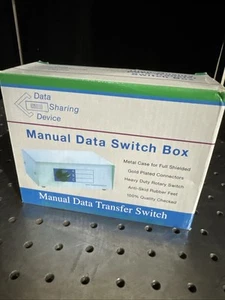 Data
Sharing
Device
Manual Data Switch Box
Metal Case for Full Shielded
Gold Plated Connectors
Heavy Duty Rotary Switch
Anti-Skid Rubber Feet
100% Quality Checked
Manual Data Transfer Switch